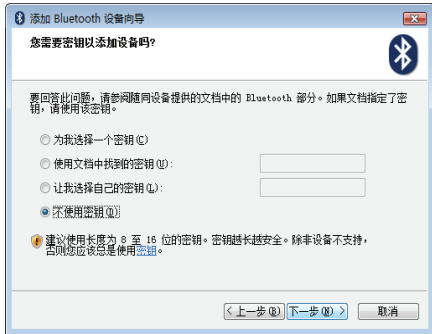 添加 Bluetooth 设备向导
您需要密钥以添加设备吗?
要回答此问题，请参阅随同设备提供的文档中的 Bluetooth 部分。如果文档指定了密
钥，请使用该密钥。
为我选择一个密钥(C)
使用文档中找到的密钥(U):
让我选择自己的密钥(L):
不使用密钥(D)
建议使用长度为 8 至 16 位的密钥。密钥越长越安全。除非设备不支持，
否则您应该总是使用密钥。
<上一步(B) 下一步(N) > 取消